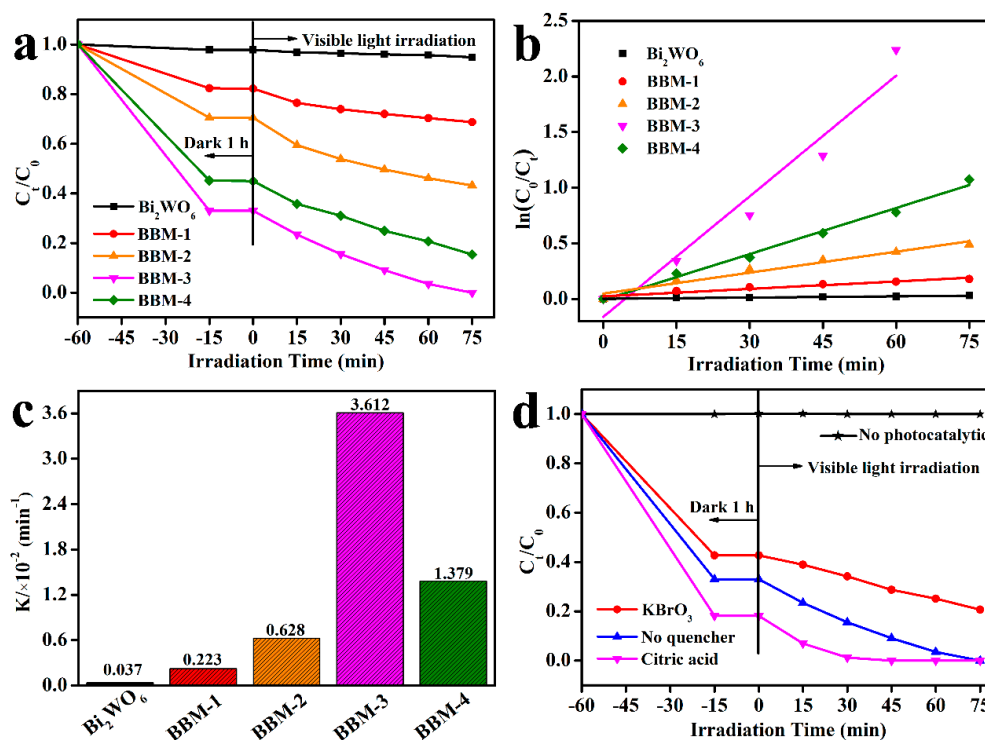 a
Visible light irradiation
Dark 1 h
Bi₂WO₆
BBM-1
BBM-2
BBM-3
BBM-4
C_t/C_0
1.0
0.8
0.6
0.4
0.2
0.0
-60 -45 -30 -15 0 15 30 45 60 75
Irradiation Time (min)
b
Bi₂WO₆
BBM-1
BBM-2
BBM-3
BBM-4
ln(C_0/C_t)
2.5
2.0
1.5
1.0
0.5
0.0
0 15 30 45 60 75
Irradiation Time (min)
c
K/×10⁻² (min⁻¹)
3.6
3.0
2.4
1.8
1.2
0.6
0.0
0.037
0.223
0.628
3.612
1.379
Bi₂WO₆ BBM-1 BBM-2 BBM-3 BBM-4
d
No photocatalytic
Visible light irradiation
Dark 1 h
KBrO₃
No quencher
Citric acid
C_t/C_0
1.0
0.8
0.6
0.4
0.2
0.0
-60 -45 -30 -15 0 15 30 45 60 75
Irradiation Time (min)